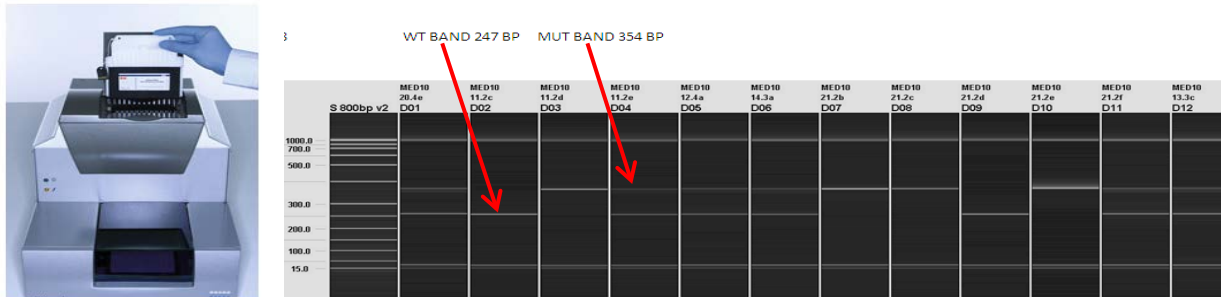 3
WT BAND 247 BP MUT BAND 354 BP
MED10 MED10 MED10 MED10 MED10 MED10 MED10 MED10 MED10 MED10 MED10 MED10
20.4e 11.2c 11.2d 11.2e 12.4a 14.3a 21.2b 21.2c 21.2d 21.2e 21.2f 13.3c
S 800bp v2 D01 D02 D03 D04 D05 D06 D07 D08 D09 D10 D11 D12
1000.0
700.0
500.0
300.0
200.0
100.0
15.0